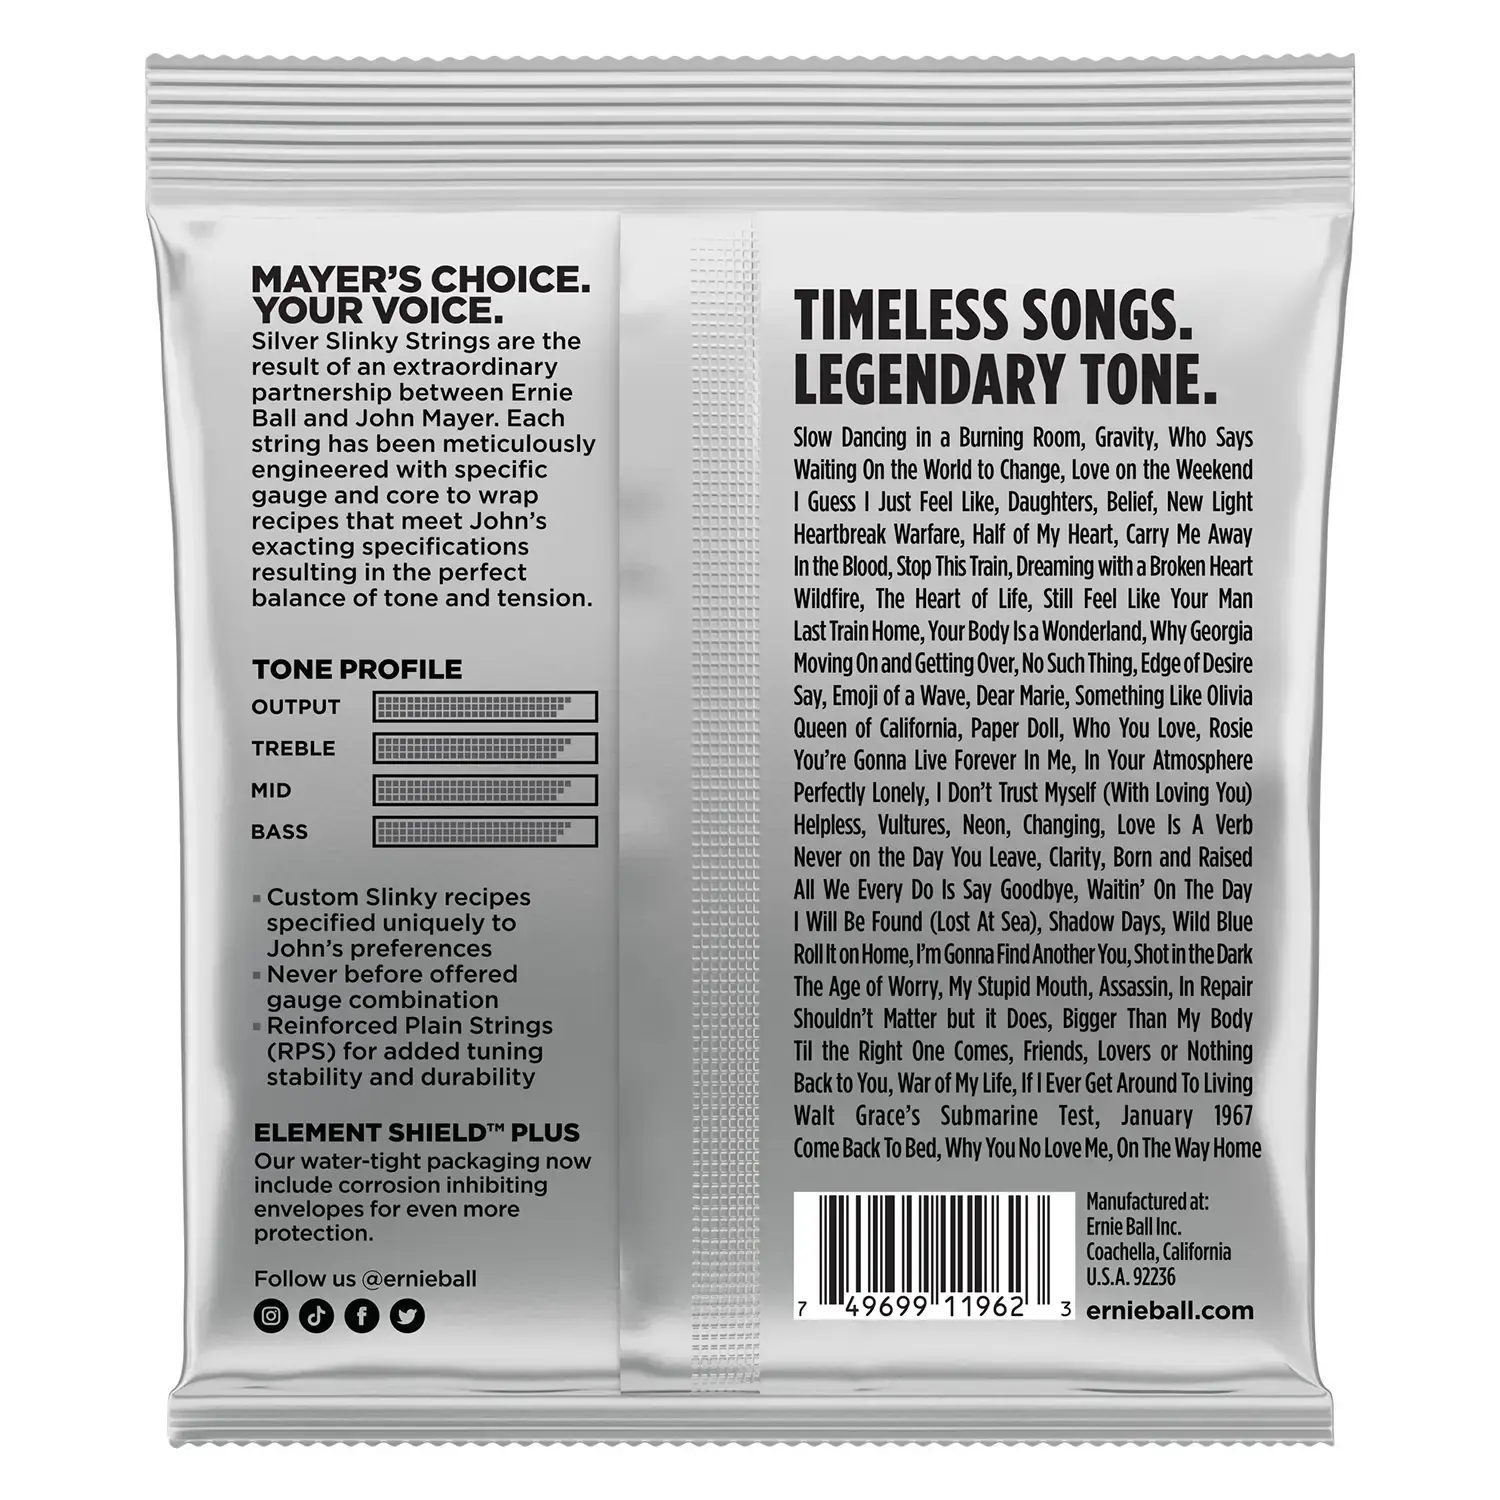 MAYER'S CHOICE.
YOUR VOICE.
Silver Slinky Strings are the
result of an extraordinary
partnership between Ernie
Ball and John Mayer. Each
string has been meticulously
engineered with specific
gauge and core to wrap
recipes that meet John's
exacting specifications
resulting in the perfect
balance of tone and tension.
TONE PROFILE
OUTPUT
TREBLE
MID
BASS
▪ Custom Slinky recipes
specified uniquely to
John's preferences
▪ Never before offered
gauge combination
▪ Reinforced Plain Strings
(RPS) for added tuning
stability and durability
ELEMENT SHIELD™ PLUS
Our water-tight packaging now
include corrosion inhibiting
envelopes for even more
protection.
Follow us @ernieball
TIMELESS SONGS.
LEGENDARY TONE.
Slow Dancing in a Burning Room, Gravity, Who Says
Waiting On the World to Change, Love on the Weekend
I Guess I Just Feel Like, Daughters, Belief, New Light
Heartbreak Warfare, Half of My Heart, Carry Me Away
In the Blood, Stop This Train, Dreaming with a Broken Heart
Wildfire, The Heart of Life, Still Feel Like Your Man
Last Train Home, Your Body Is a Wonderland, Why Georgia
Moving On and Getting Over, No Such Thing, Edge of Desire
Say, Emoji of a Wave, Dear Marie, Something Like Olivia
Queen of California, Paper Doll, Who You Love, Rosie
You're Gonna Live Forever In Me, In Your Atmosphere
Perfectly Lonely, I Don't Trust Myself (With Loving You)
Helpless, Vultures, Neon, Changing, Love Is A Verb
Never on the Day You Leave, Clarity, Born and Raised
All We Every Do Is Say Goodbye, Waitin' On The Day
I Will Be Found (Lost At Sea), Shadow Days, Wild Blue
Roll It on Home, I'm Gonna Find Another You, Shot in the Dark
The Age of Worry, My Stupid Mouth, Assassin, In Repair
Shouldn't Matter but it Does, Bigger Than My Body
Til the Right One Comes, Friends, Lovers or Nothing
Back to You, War of My Life, If I Ever Get Around To Living
Walt Grace's Submarine Test, January 1967
Come Back To Bed, Why You No Love Me, On The Way Home
7 49699 11962 3
Manufactured at:
Ernie Ball Inc.
Coachella, California
U.S.A. 92236
ernieball.com